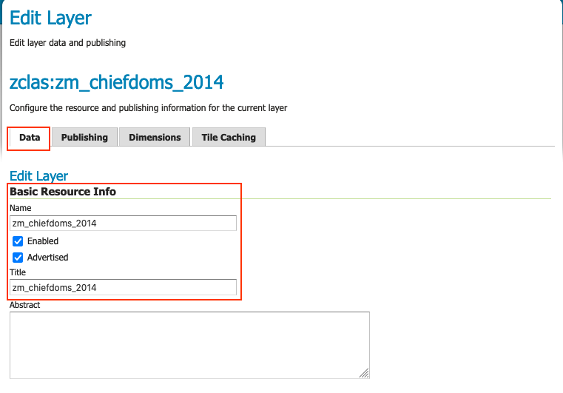 Edit Layer
Edit layer data and publishing
zclas:zm_chiefdoms_2014
Configure the resource and publishing information for the current layer
Data Publishing Dimensions Tile Caching
Edit Layer
Basic Resource Info
Name
zm_chiefdoms_2014
Enabled
Advertised
Title
zm_chiefdoms_2014
Abstract